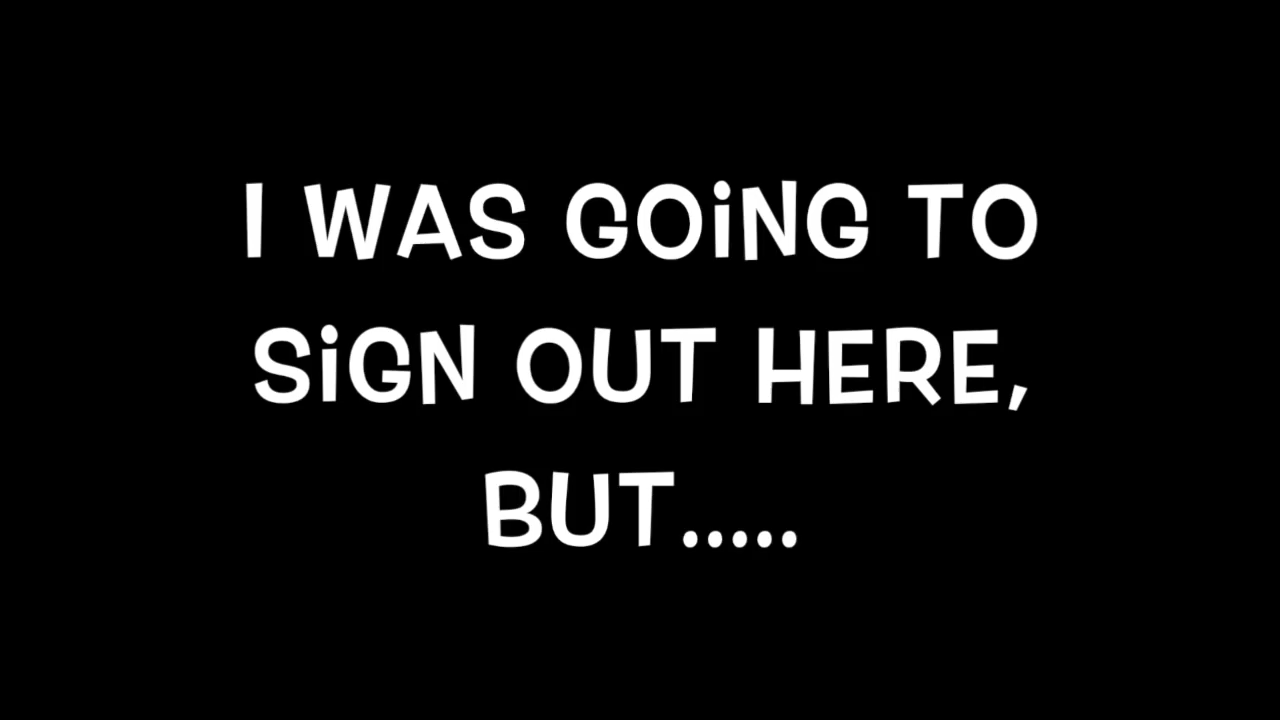 I WAS GOING TO
SIGN OUT HERE,
BUT.....